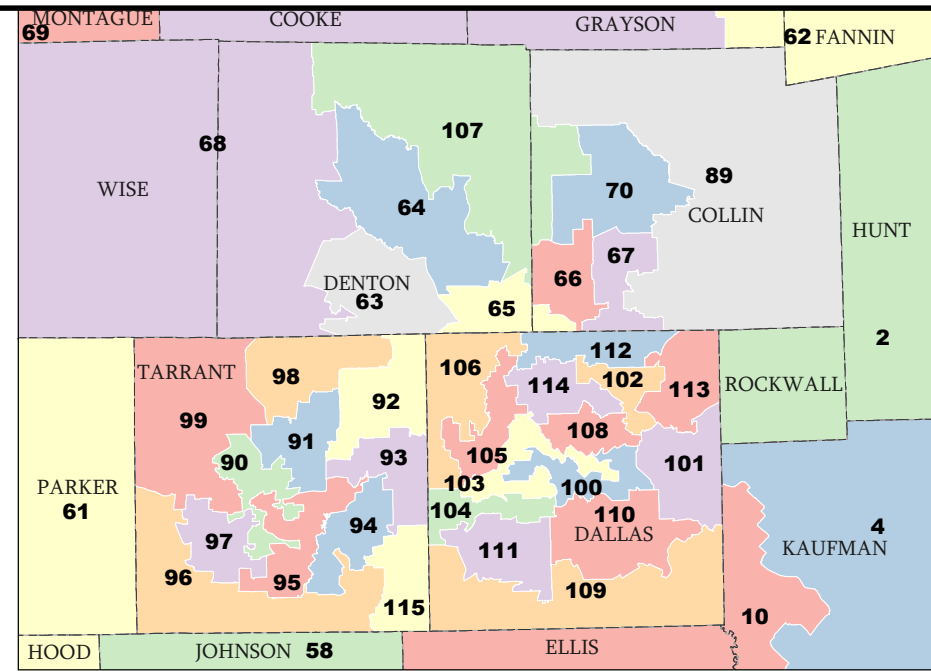 MONTAGUE
COOKE
GRAYSON
69
62 FANNIN
107
68
89
WISE
70
64
COLLIN
HUNT
67
66
DENTON
63
65
2
106
112
TARRANT
98
114
102
113
ROCKWALL
92
99
91
108
90
93
105
101
PARKER
103
100
61
104
110
94
4
97
DALLAS
111
KAUFMAN
96
95
109
115
10
HOOD
JOHNSON 58
ELLIS